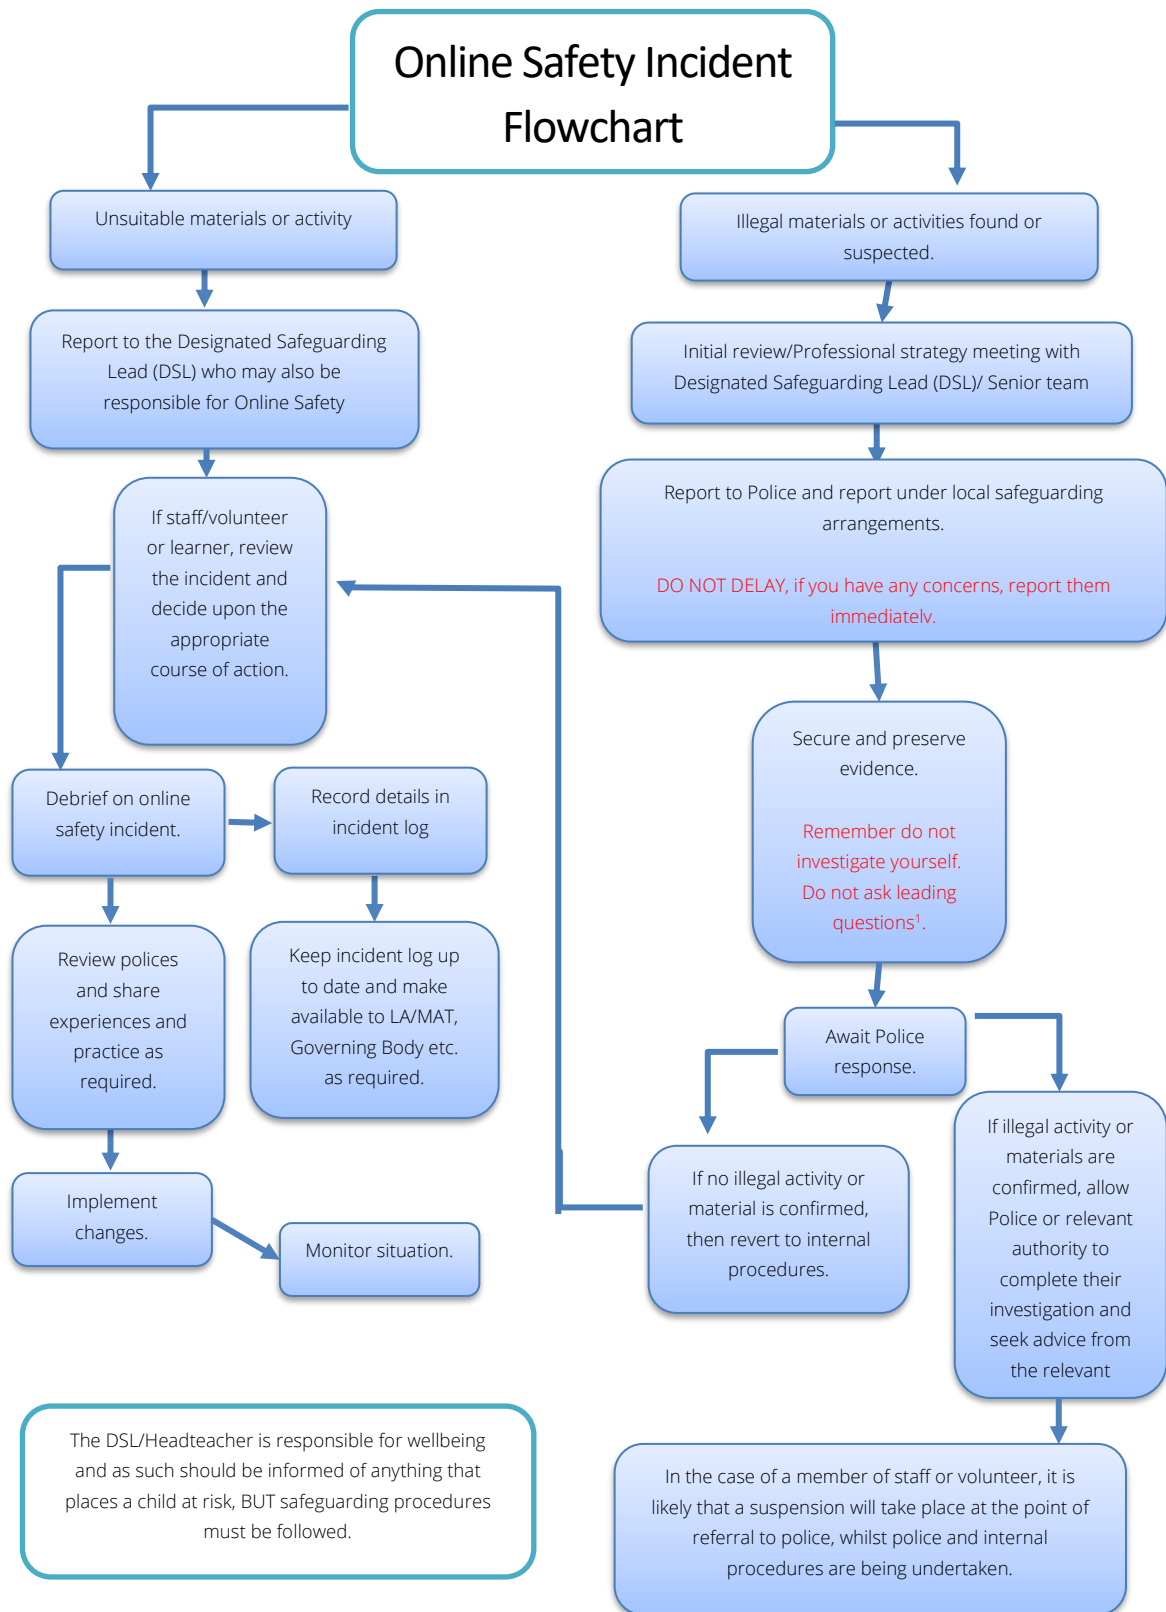 Online Safety Incident
Flowchart
Unsuitable materials or activity
Report to the Designated Safeguarding
Lead (DSL) who may also be
responsible for Online Safety
If staff/volunteer
or learner, review
the incident and
decide upon the
appropriate
course of action.
Debrief on online
safety incident.
Record details in
incident log
Review polices
and share
experiences and
practice as
required.
Keep incident log up
to date and make
available to LA/MAT,
Governing Body etc.
as required.
Implement
changes.
Monitor situation.
The DSL/Headteacher is responsible for wellbeing
and as such should be informed of anything that
places a child at risk, BUT safeguarding procedures
must be followed.
Illegal materials or activities found or
suspected.
Initial review/Professional strategy meeting with
Designated Safeguarding Lead (DSL)/ Senior team
Report to Police and report under local safeguarding
arrangements.
DO NOT DELAY, if you have any concerns, report them
immediately.
Secure and preserve
evidence.
Remember do not
investigate yourself.
Do not ask leading
questions¹.
Await Police
response.
If no illegal activity or
material is confirmed,
then revert to internal
procedures.
If illegal activity or
materials are
confirmed, allow
Police or relevant
authority to
complete their
investigation and
seek advice from
the relevant
In the case of a member of staff or volunteer, it is
likely that a suspension will take place at the point of
referral to police, whilst police and internal
procedures are being undertaken.